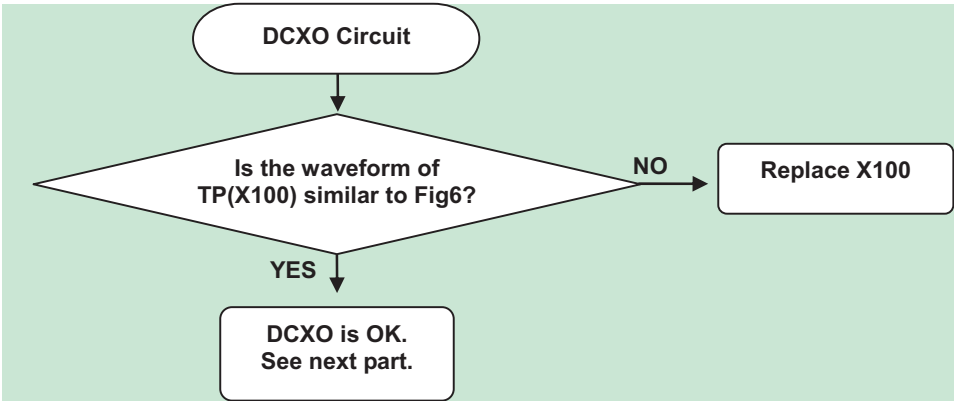 DCXO Circuit
Is the waveform of
TP(X100) similar to Fig6?
NO
Replace X100
YES
DCXO is OK.
See next part.